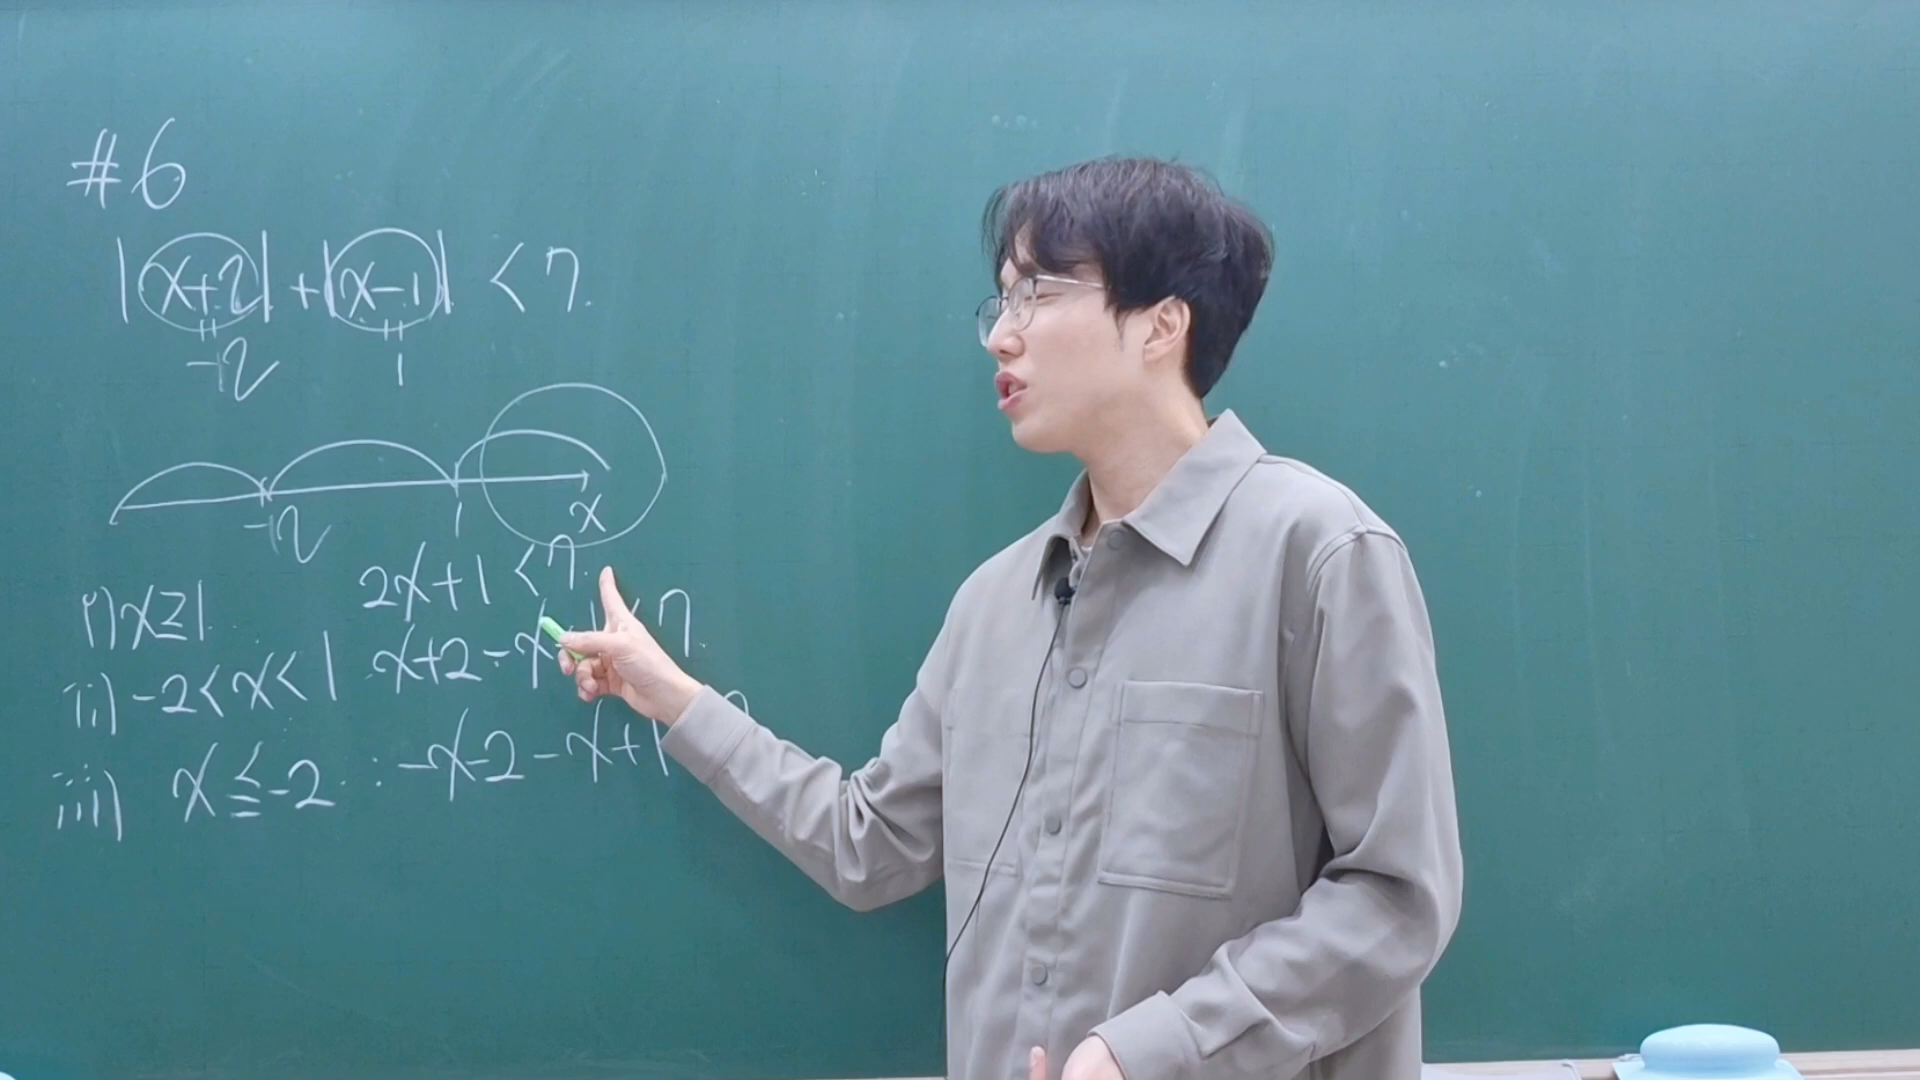 #6
|x+2| + |x-1| < 7
-2 1
-2 1 x
i) x≥1 2x+1 < 7
ii) -2<x<1 x+2-x+1 < 7
iii) x≦-2 : -x-2-x+1